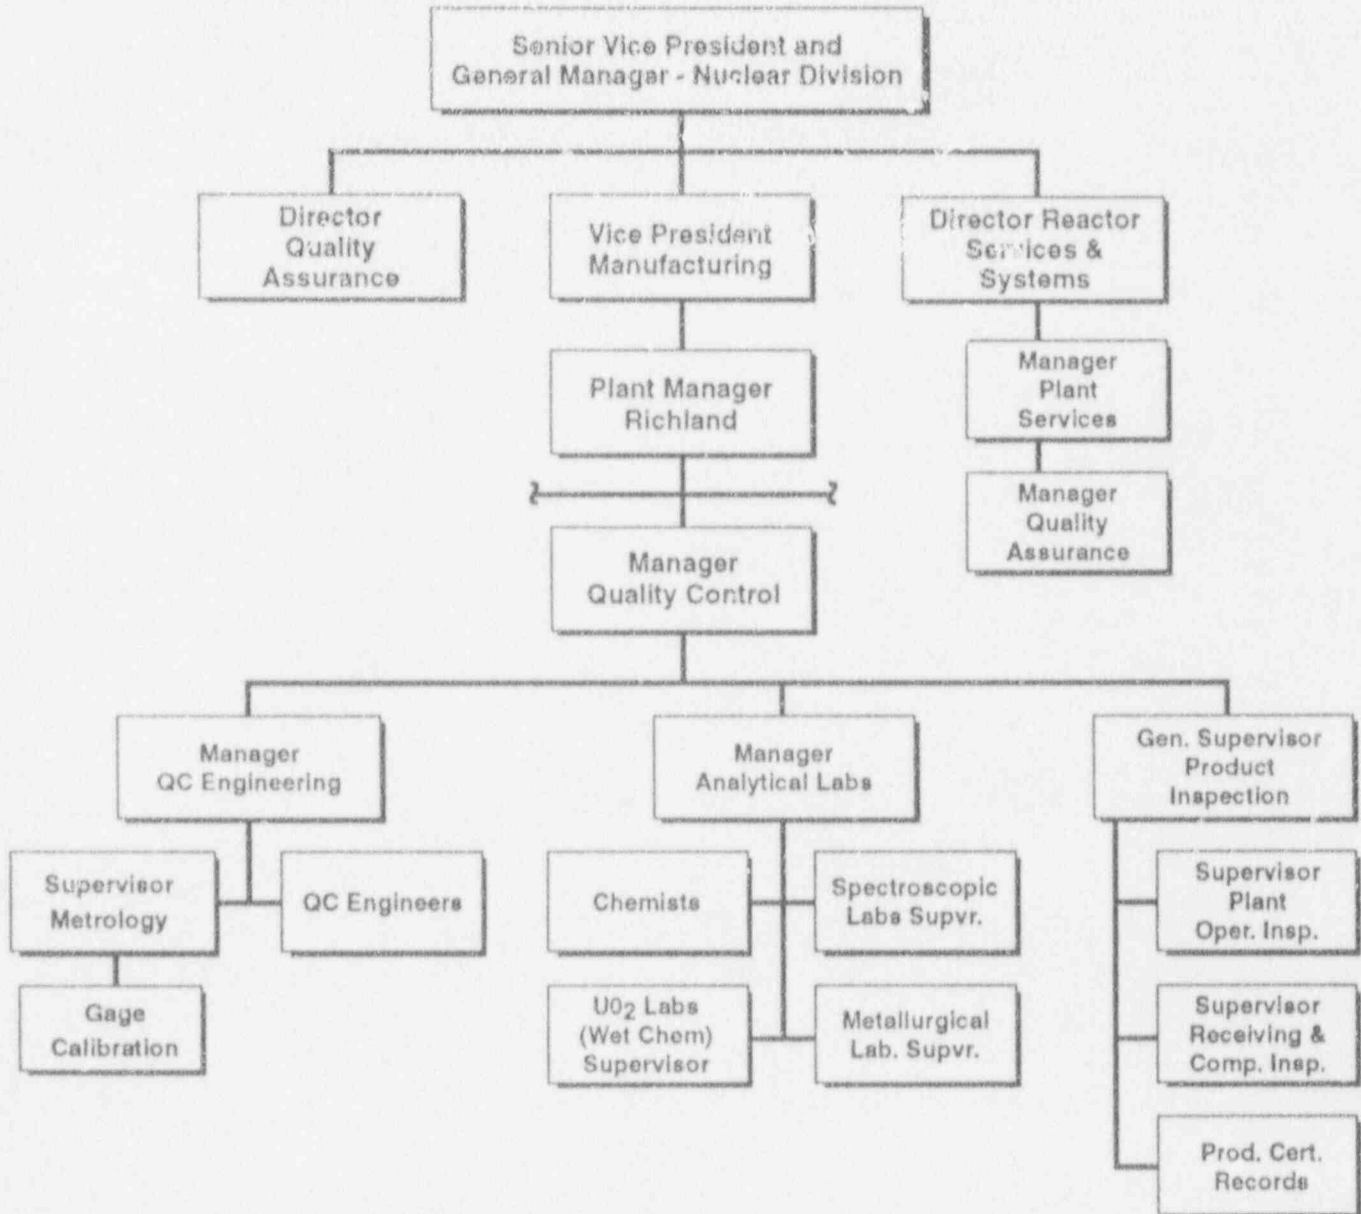 Senior Vice President and
General Manager - Nuclear Division
Director
Quality
Assurance
Vice President
Manufacturing
Director Reactor
Services &
Systems
Plant Manager
Richland
Manager
Plant
Services
Manager
Quality
Assurance
Manager
Quality Control
Manager
QC Engineering
Manager
Analytical Labs
Gen. Supervisor
Product
Inspection
Supervisor
Metrology
QC Engineers
Chemists
Spectroscopic
Labs Supvr.
Supervisor
Plant
Oper. Insp.
Gage
Calibration
U0₂ Labs
(Wet Chem)
Supervisor
Metallurgical
Lab. Supvr.
Supervisor
Receiving &
Comp. Insp.
Prod. Cert.
Records